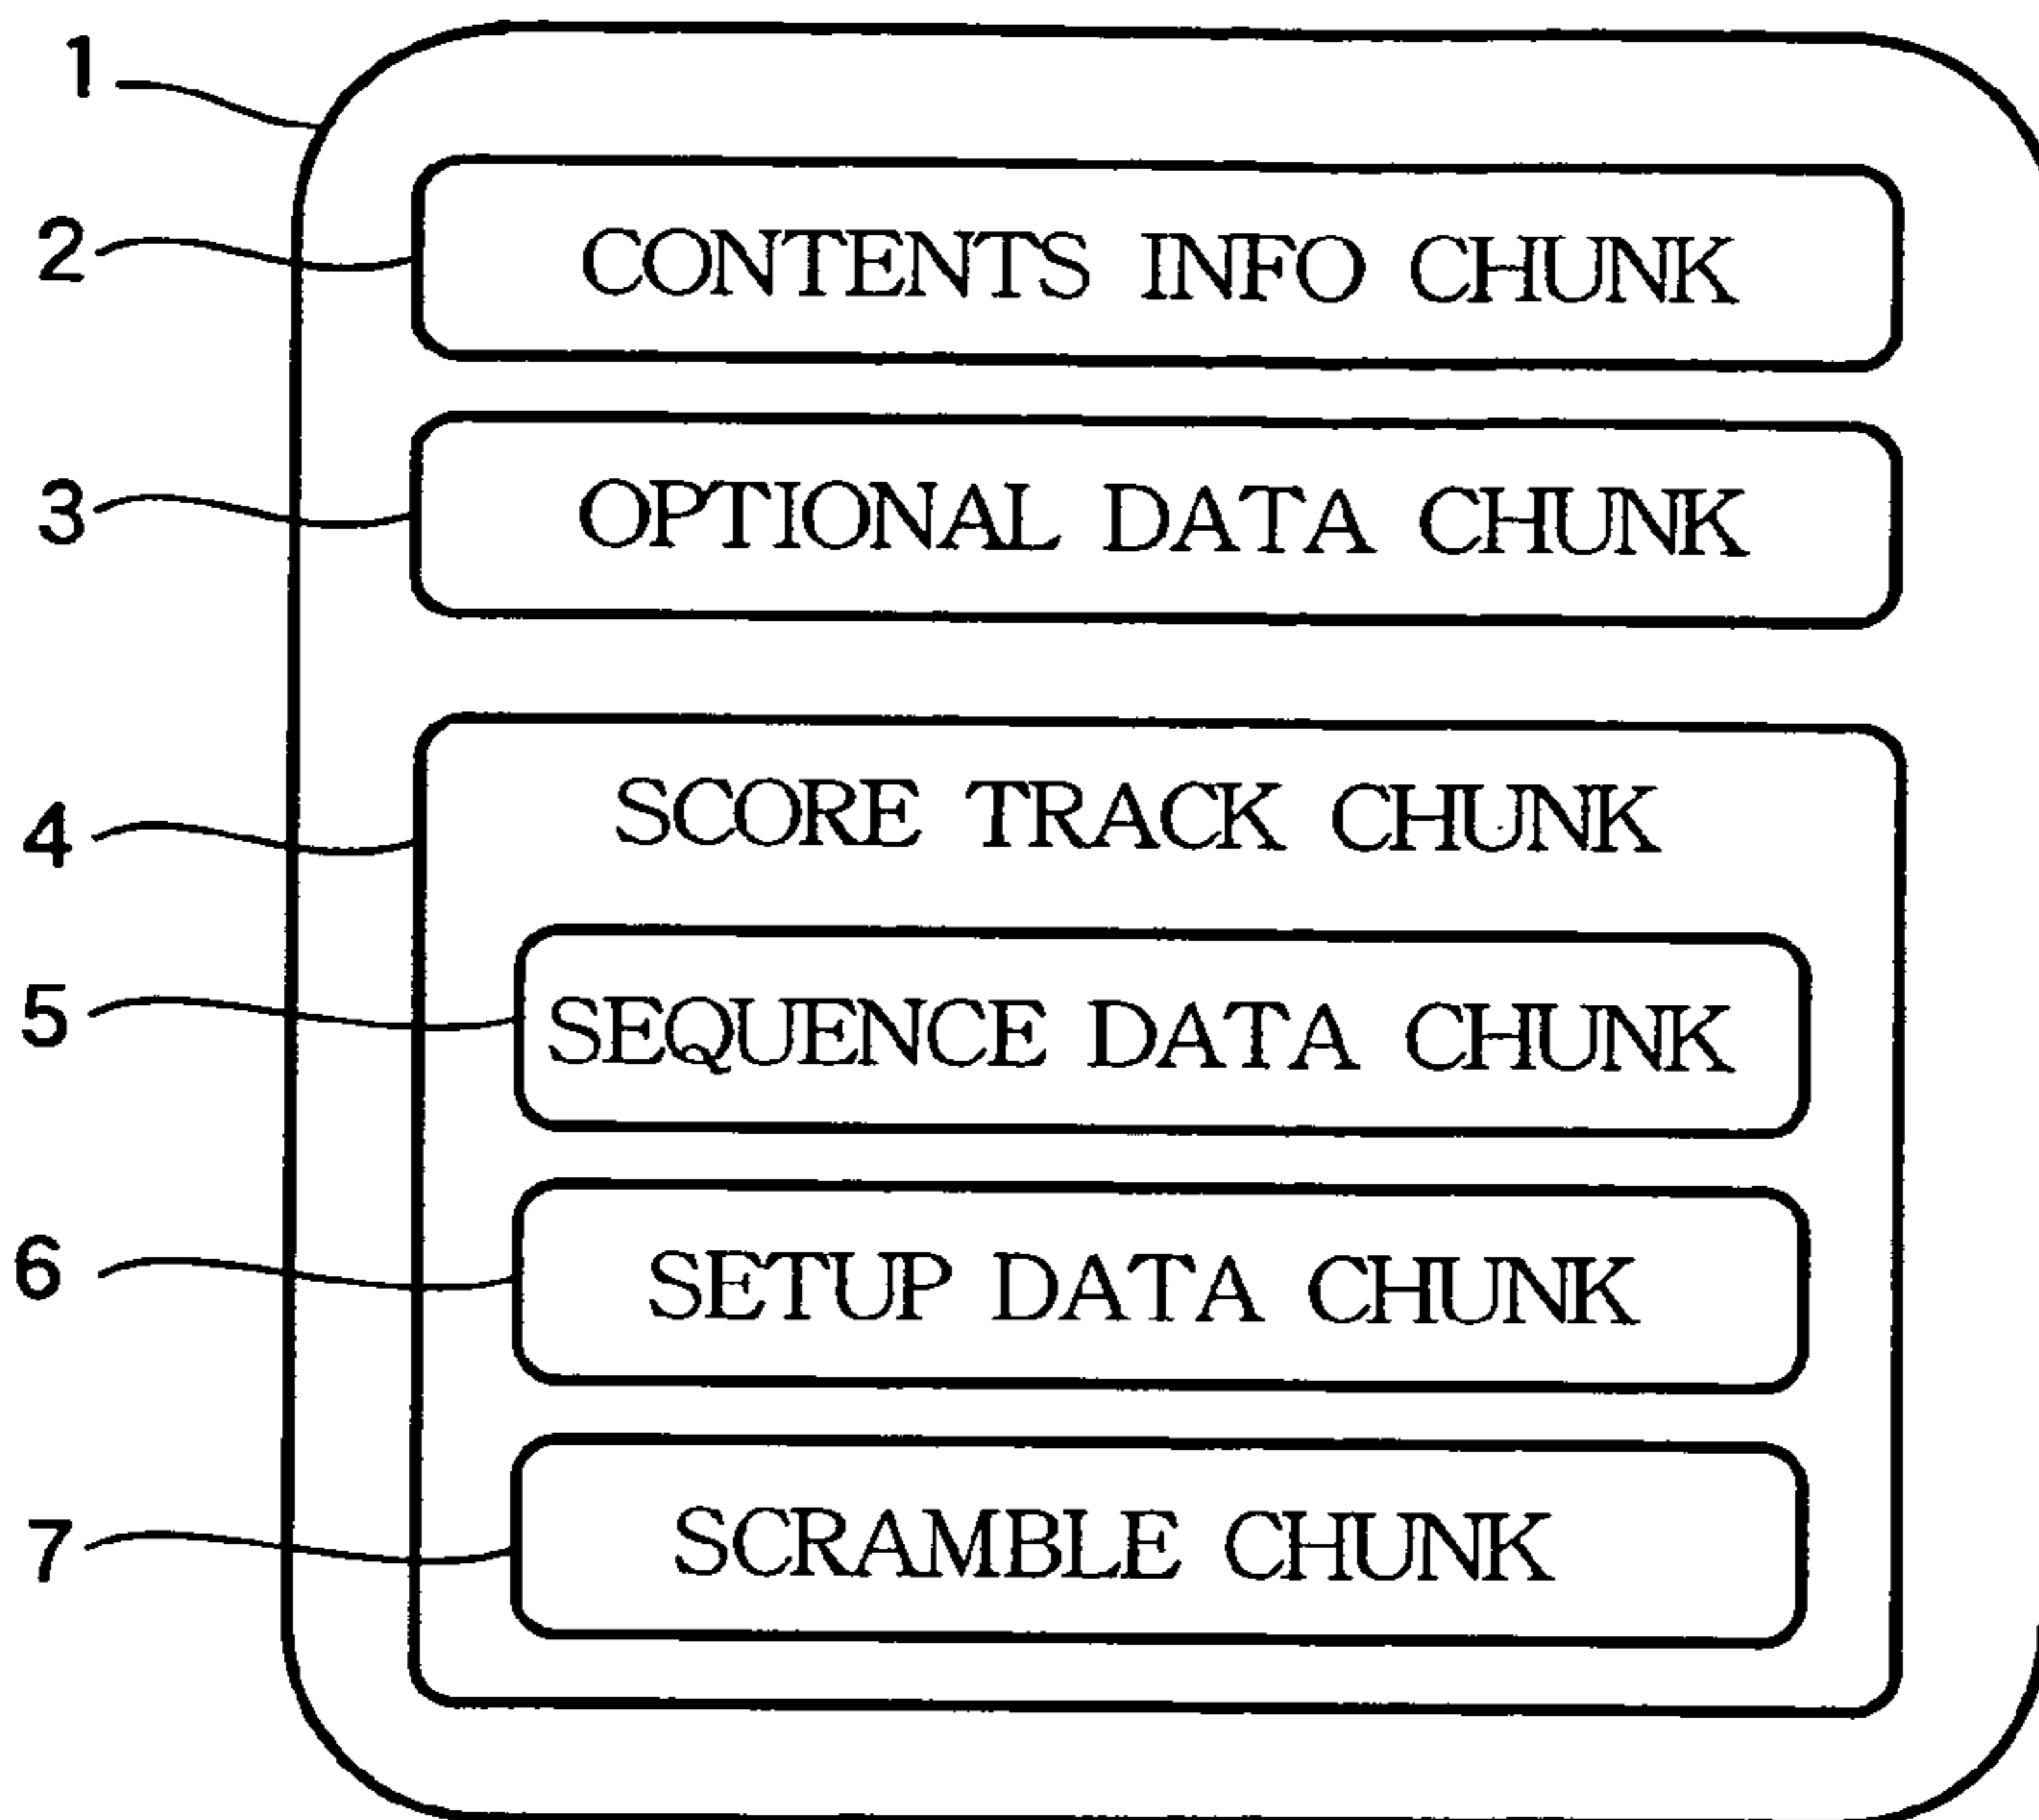 1
2 CONTENTS INFO CHUNK
3 OPTIONAL DATA CHUNK
4 SCORE TRACK CHUNK
5 SEQUENCE DATA CHUNK
6 SETUP DATA CHUNK
7 SCRAMBLE CHUNK